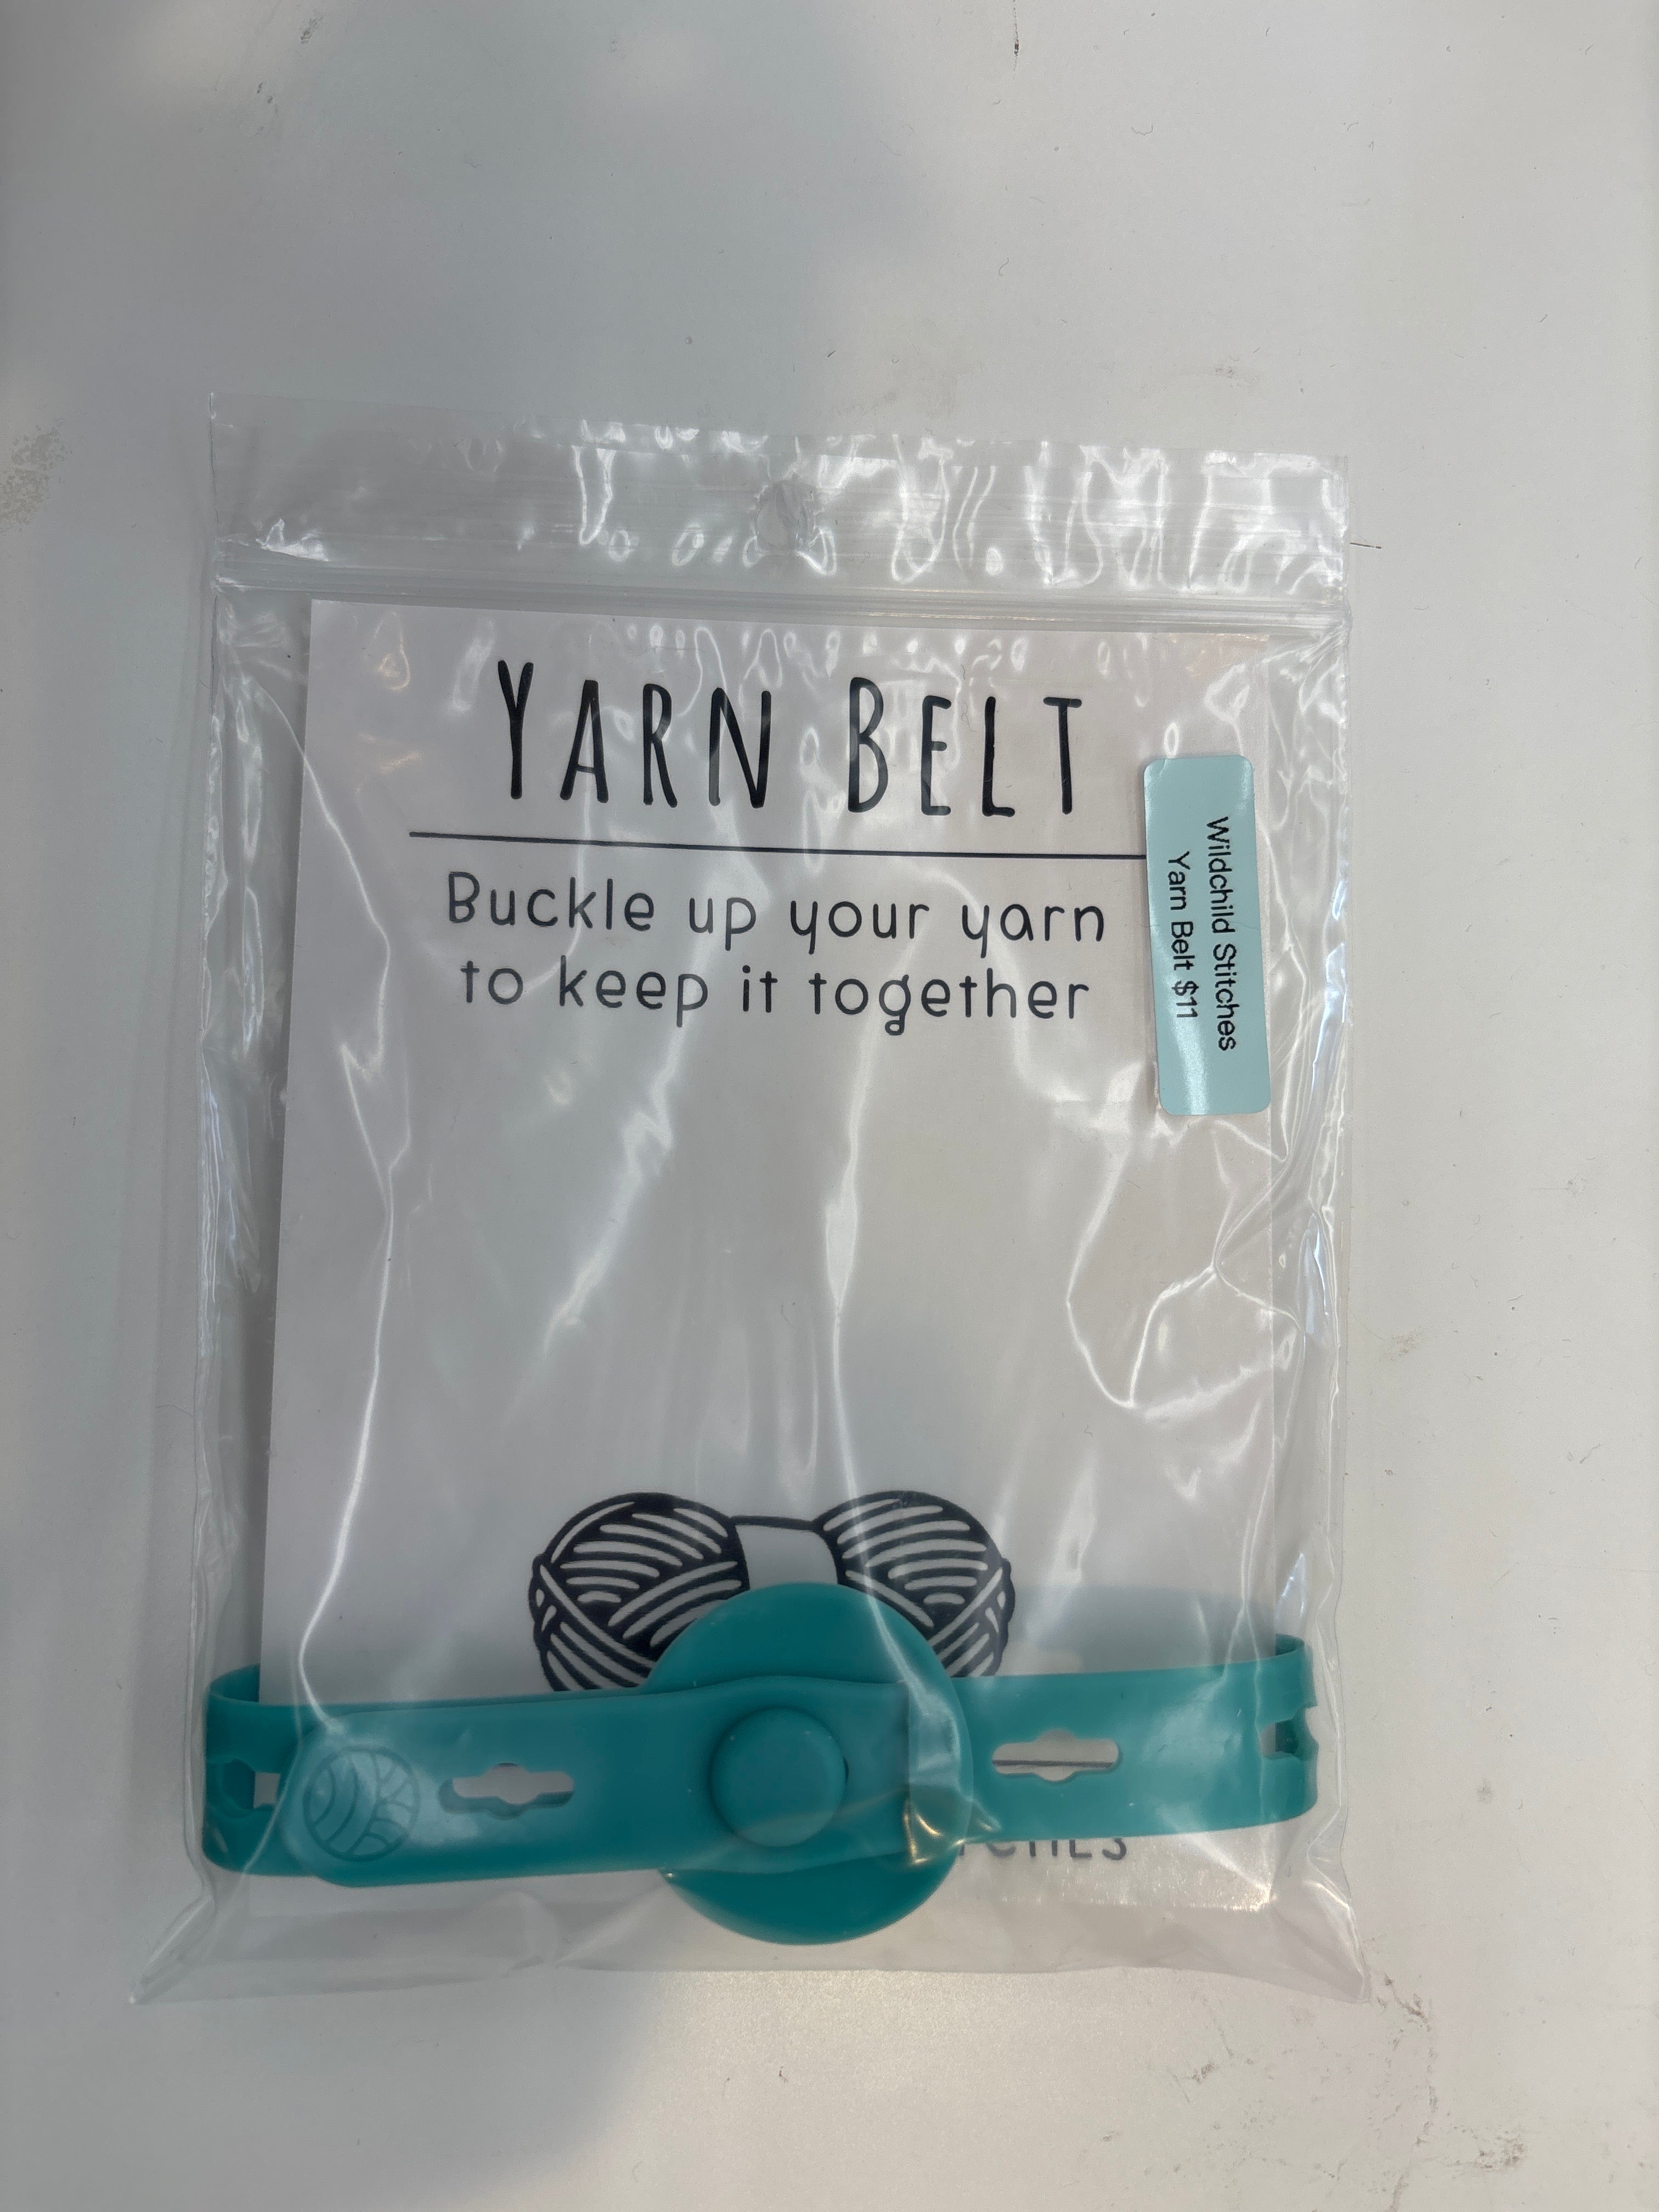 YARN BELT
Buckle up your yarn
to keep it together
Wildchild Stitches
Yarn Belt $11